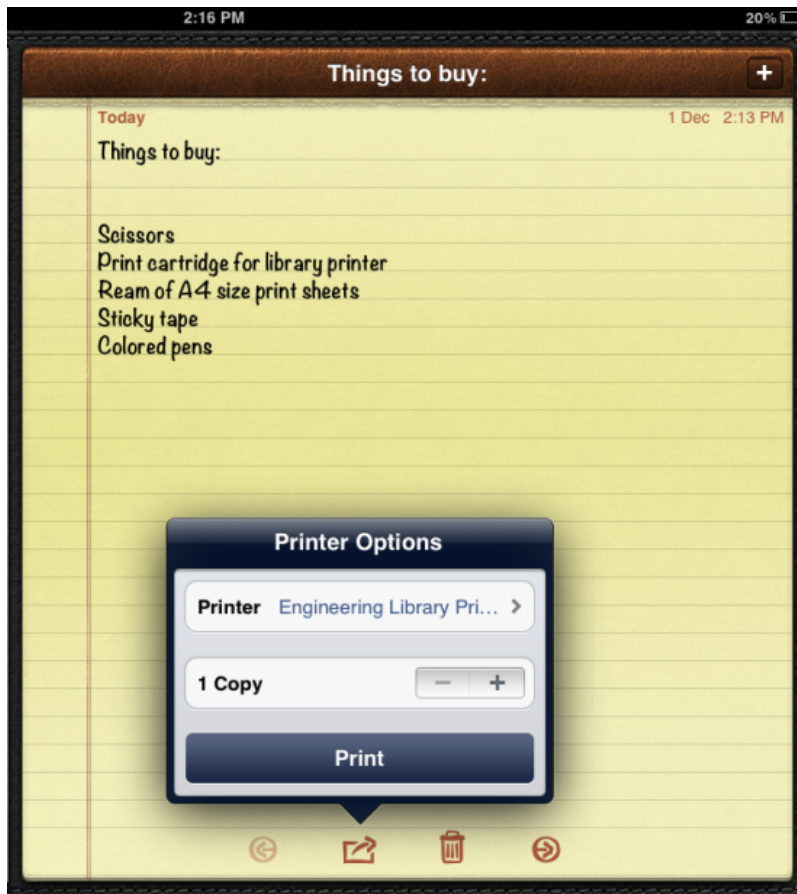 2:16 PM 20%
Things to buy: +
Today 1 Dec 2:13 PM
Things to buy:
Scissors
Print cartridge for library printer
Ream of A4 size print sheets
Sticky tape
Colored pens
Printer Options
Printer Engineering Library Pri... >
1 Copy - +
Print